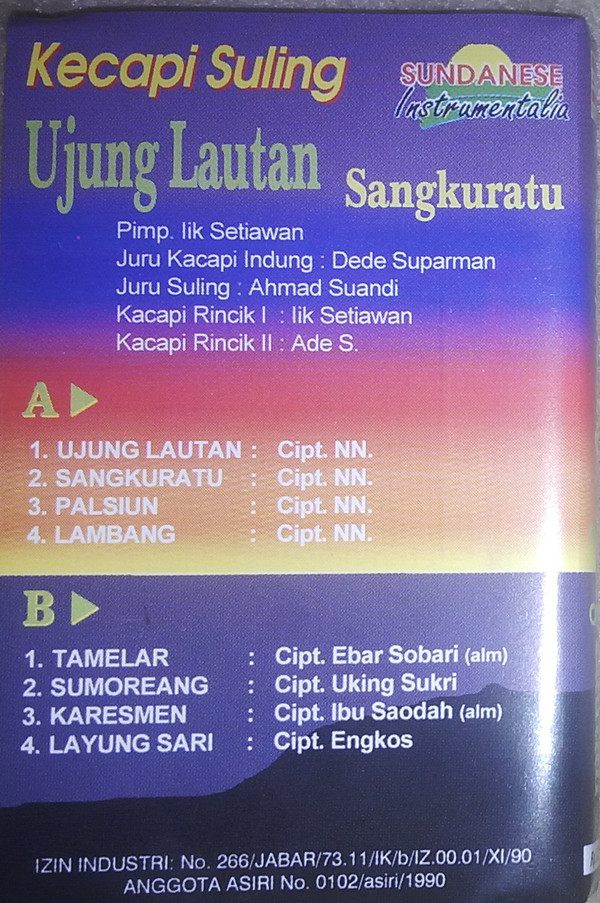 Kecapi Suling
SUNDANESE
Instrumentalia
Ujung Lautan
Sangkuratu
Pimp. Iik Setiawan
Juru Kacapi Indung : Dede Suparman
Juru Suling : Ahmad Suandi
Kacapi Rincik I : Iik Setiawan
Kacapi Rincik II : Ade S.
A
1. UJUNG LAUTAN : Cipt. NN.
2. SANGKURATU : Cipt. NN.
3. PALSIUN : Cipt. NN.
4. LAMBANG : Cipt. NN.
B
1. TAMELAR : Cipt. Ebar Sobari (alm)
2. SUMOREANG : Cipt. Uking Sukri
3. KARESMEN : Cipt. Ibu Saodah (alm)
4. LAYUNG SARI : Cipt. Engkos
IZIN INDUSTRI: No. 266/JABAR/73.11/IK/b/IZ.00.01/XI/90
ANGGOTA ASIRI No. 0102/asiri/1990